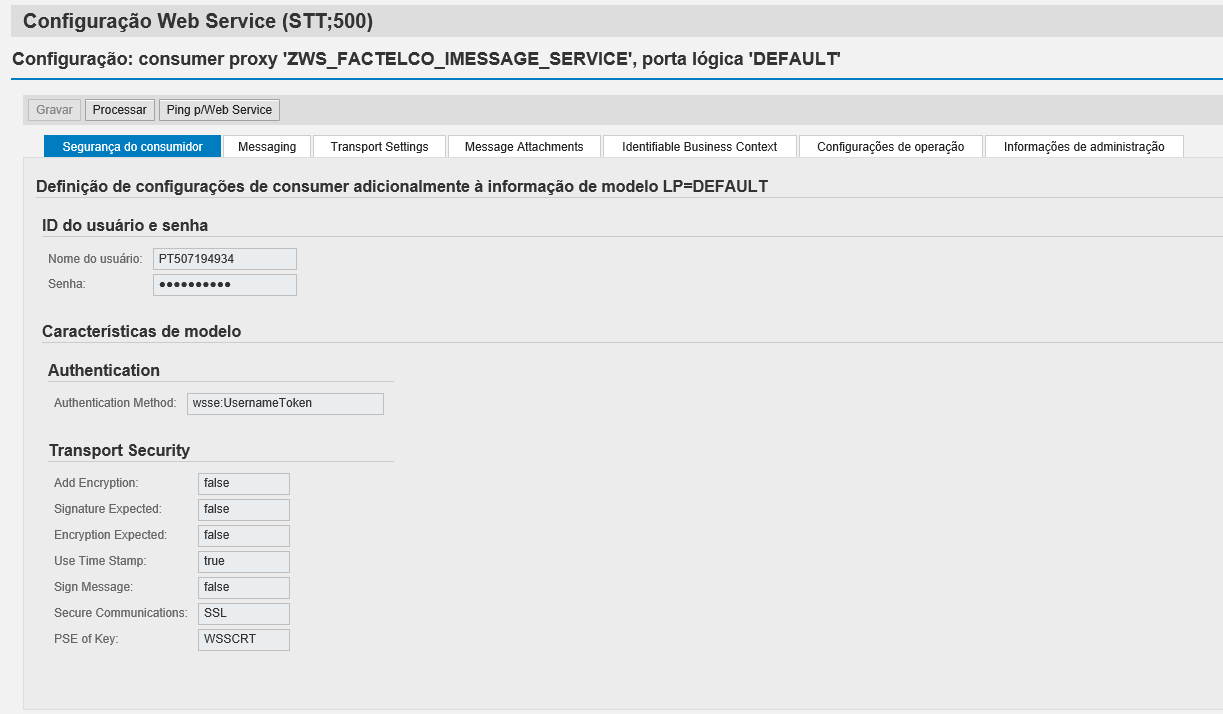 Configuração Web Service (STT;500)
Configuração: consumer proxy 'ZWS_FACTELCO_IMESSAGE_SERVICE', porta lógica 'DEFAULT'
Gravar Processar Ping p/Web Service
Segurança do consumidor Messaging Transport Settings Message Attachments Identifiable Business Context Configurações de operação Informações de administração
Definição de configurações de consumer adicionalmente à informação de modelo LP=DEFAULT
ID do usuário e senha
Nome do usuário: PT507194934
Senha: ●●●●●●●●●●
Características de modelo
Authentication
Authentication Method: wsse:UsernameToken
Transport Security
Add Encryption: false
Signature Expected: false
Encryption Expected: false
Use Time Stamp: true
Sign Message: false
Secure Communications: SSL
PSE of Key: WSSCRT